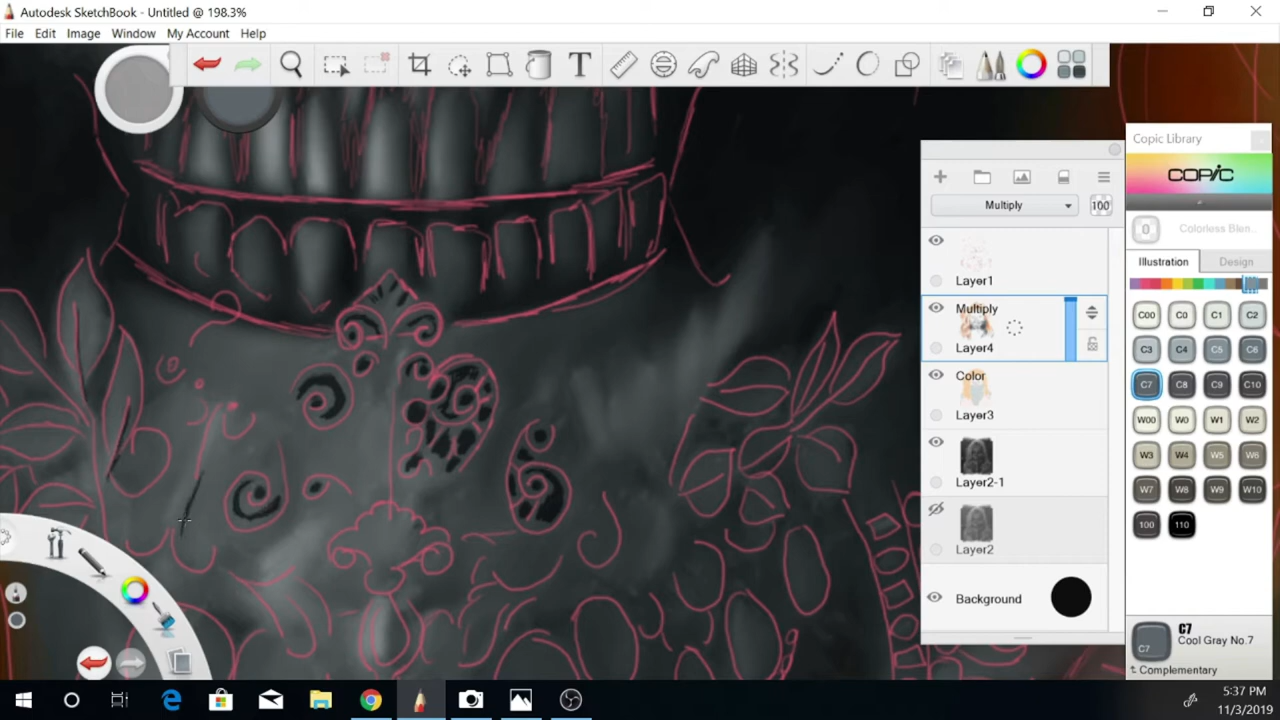 Autodesk SketchBook - Untitled @ 198.3%
File Edit Image Window My Account Help
T
Multiply 100
Layer1
Multiply
Layer4
Color
Layer3
Layer2-1
Layer2
Background
Copic Library
COPIC
0 Colorless Blen..
Illustration Design
C00 C0 C1 C2
C3 C4 C5 C6
C7 C8 C9 C10
W00 W0 W1 W2
W3 W4 W5 W6
W7 W8 W9 W10
100 110
C7
C7 Cool Gray No.7
Complementary
5:37 PM
11/3/2019